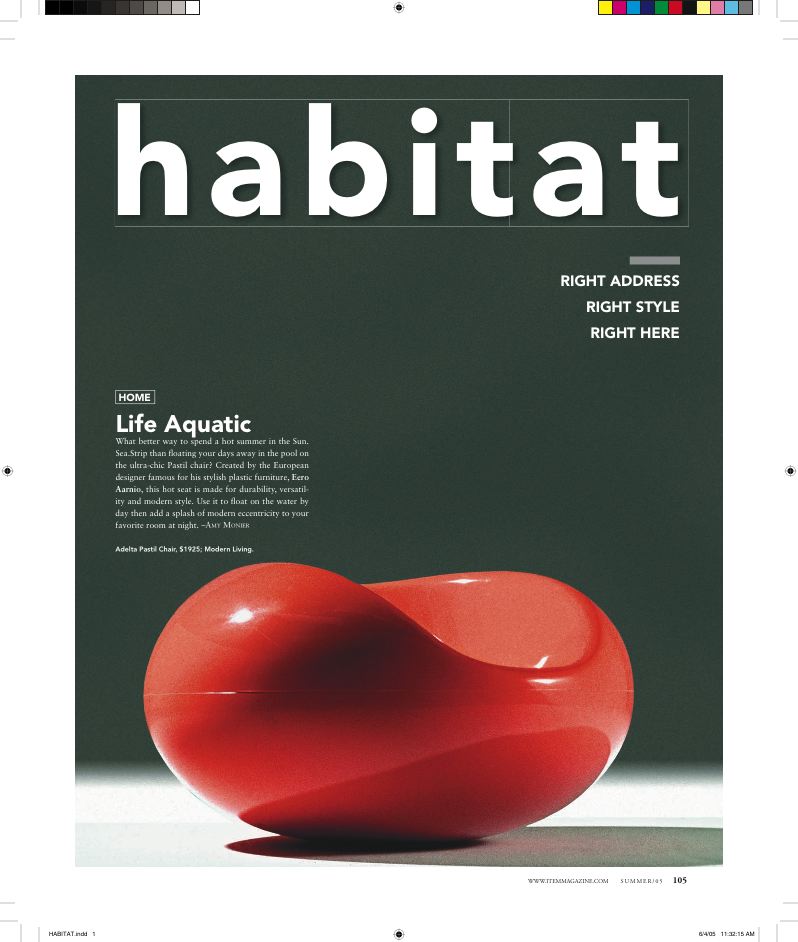 habitat
RIGHT ADDRESS
RIGHT STYLE
RIGHT HERE
HOME
Life Aquatic
What better way to spend a hot summer in the Sun.
Sea.Strip than floating your days away in the pool on
the ultra-chic Pastil chair? Created by the European
designer famous for his stylish plastic furniture, Eero
Aarnio, this hot seat is made for durability, versatil-
ity and modern style. Use it to float on the water by
day then add a splash of modern eccentricity to your
favorite room at night. –AMY MONIER
Adelta Pastil Chair, $1925; Modern Living.
WWW.ITEMMAGAZINE.COM SUMMER/05 105
HABITAT.indd 1 6/4/05 11:32:15 AM